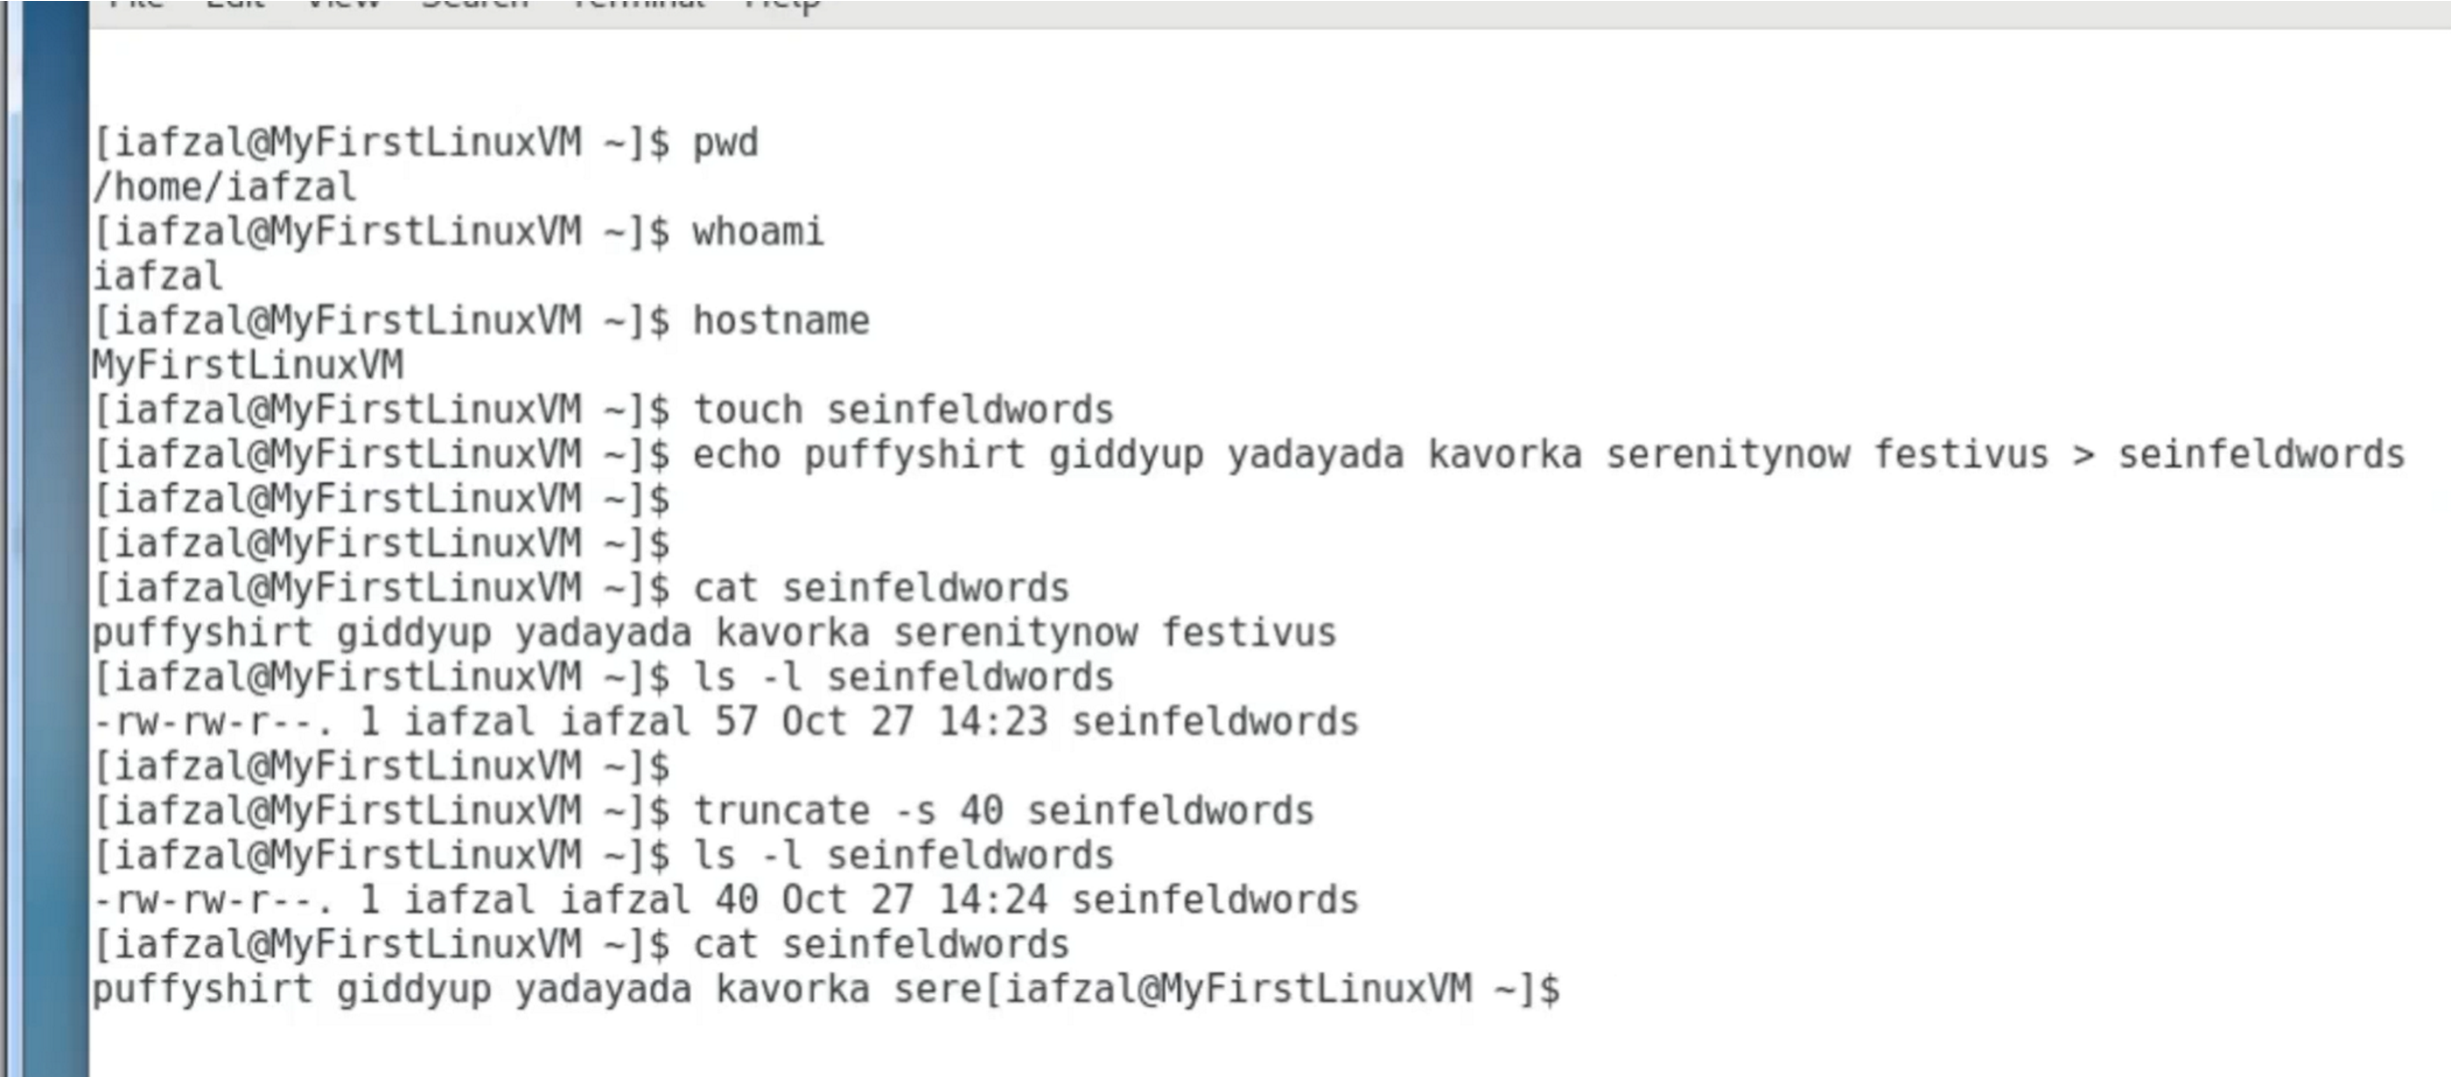 File Edit View Search Terminal Help
[iafzal@MyFirstLinuxVM ~]$ pwd
/home/iafzal
[iafzal@MyFirstLinuxVM ~]$ whoami
iafzal
[iafzal@MyFirstLinuxVM ~]$ hostname
MyFirstLinuxVM
[iafzal@MyFirstLinuxVM ~]$ touch seinfeldwords
[iafzal@MyFirstLinuxVM ~]$ echo puffyshirt giddyup yadayada kavorka serenitynow festivus > seinfeldwords
[iafzal@MyFirstLinuxVM ~]$
[iafzal@MyFirstLinuxVM ~]$
[iafzal@MyFirstLinuxVM ~]$ cat seinfeldwords
puffyshirt giddyup yadayada kavorka serenitynow festivus
[iafzal@MyFirstLinuxVM ~]$ ls -l seinfeldwords
-rw-rw-r--. 1 iafzal iafzal 57 Oct 27 14:23 seinfeldwords
[iafzal@MyFirstLinuxVM ~]$
[iafzal@MyFirstLinuxVM ~]$ truncate -s 40 seinfeldwords
[iafzal@MyFirstLinuxVM ~]$ ls -l seinfeldwords
-rw-rw-r--. 1 iafzal iafzal 40 Oct 27 14:24 seinfeldwords
[iafzal@MyFirstLinuxVM ~]$ cat seinfeldwords
puffyshirt giddyup yadayada kavorka sere[iafzal@MyFirstLinuxVM ~]$